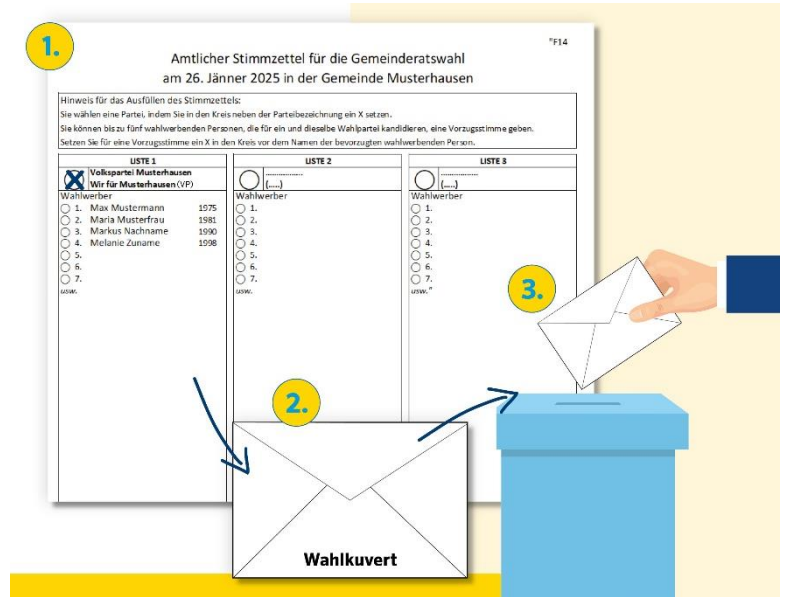 1.
"F14
Amtlicher Stimmzettel für die Gemeinderatswahl
am 26. Jänner 2025 in der Gemeinde Musterhausen
Hinweis für das Ausfüllen des Stimmzettels:
Sie wählen eine Partei, indem Sie in den Kreis neben der Parteibezeichnung ein X setzen.
Sie können bis zu fünf wahlwerbenden Personen, die für ein und dieselbe Wahlpartei kandidieren, eine Vorzugsstimme geben.
Setzen Sie für eine Vorzugsstimme ein X in den Kreis vor dem Namen der bevorzugten wahlwerbenden Person.
LISTE 1
Volkspartei Musterhausen
Wir für Musterhausen (VP)
Wahlwerber
1. Max Mustermann 1975
2. Maria Musterfrau 1981
3. Markus Nachname 1990
4. Melanie Zuname 1998
5.
6.
7.
usw.
LISTE 2
................
(.....)
Wahlwerber
1.
2.
3.
4.
5.
6.
7.
usw.
LISTE 3
................
(.....)
Wahlwerber
1.
2.
3.
4.
5.
6.
7.
usw."
2.
Wahlkuvert
3.